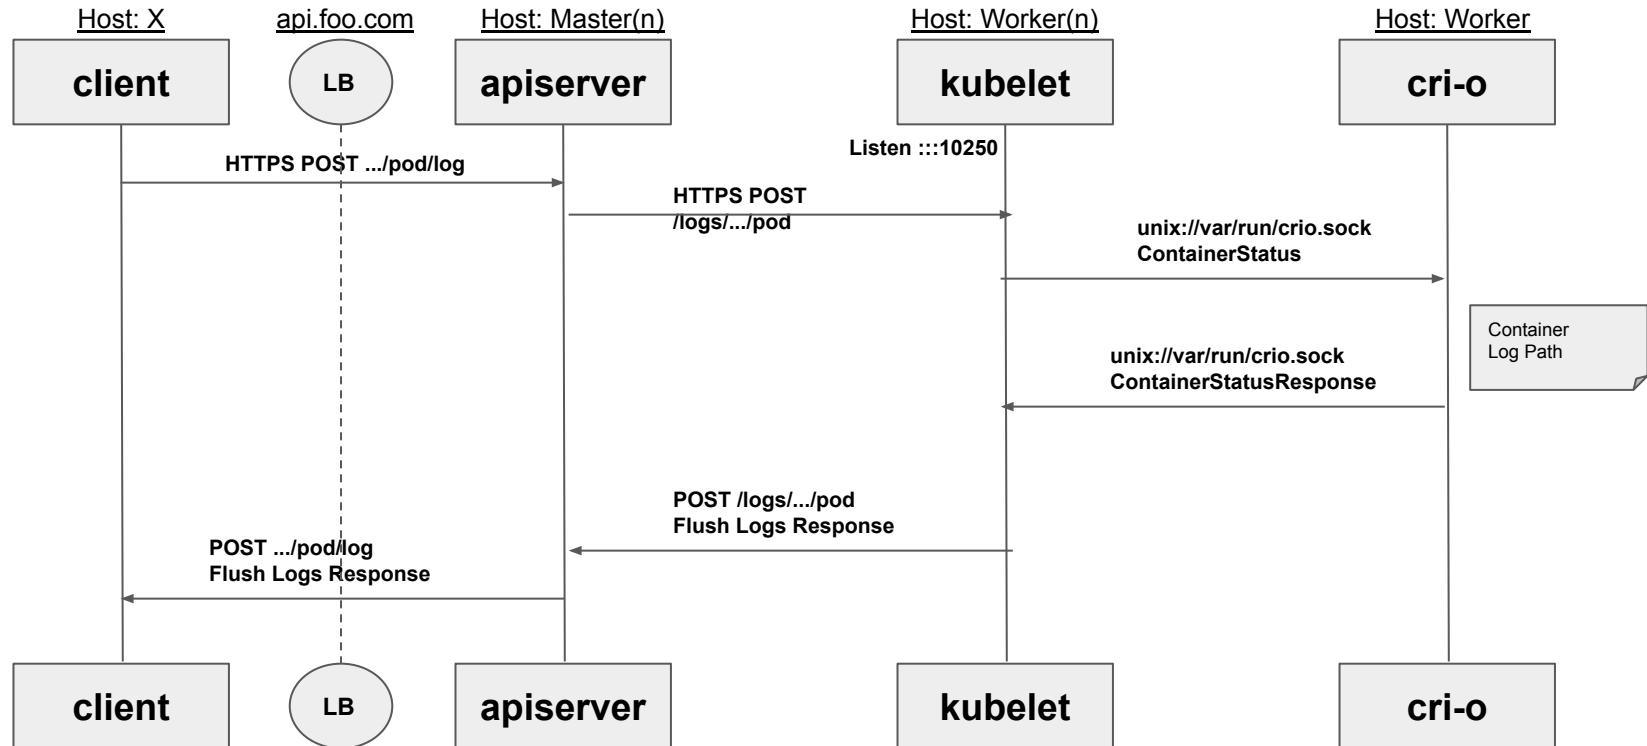 Host: X
api.foo.com
Host: Master(n)
Host: Worker(n)
Host: Worker
client
LB
apiserver
kubelet
cri-o
Listen :::10250
HTTPS POST .../pod/log
HTTPS POST
/logs/.../pod
unix://var/run/crio.sock
ContainerStatus
Container
Log Path
unix://var/run/crio.sock
ContainerStatusResponse
POST /logs/.../pod
Flush Logs Response
POST .../pod/log
Flush Logs Response
client
LB
apiserver
kubelet
cri-o